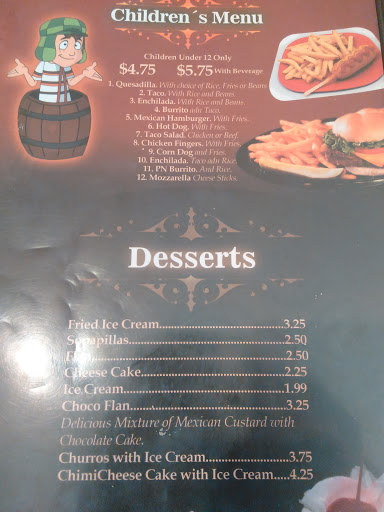 Children´s Menu
Children Under 12 Only
$4.75 $5.75 With Beverage
1. Quesadilla. With choice of Rice, Fries or Beans
2. Taco. With Rice and Beans.
3. Enchilada. With Rice and Beans
4. Burrito adn Taco.
5. Mexican Hamburger. With Fries.
6. Hot Dog. With Fries.
7. Taco Salad. Chicken or Beef.
8. Chicken Fingers. With Fries.
9. Corn Dog and Fries.
10. Enchilada. Taco adn Rice
11. PN Burrito. And Rice.
12. Mozzarella Cheese Sticks.
Desserts
Fried Ice Cream 3.25
Sopapillas 2.50
Flan 2.50
Cheese Cake 2.25
Ice Cream 1.99
Choco Flan 3.25
Delicious Mixture of Mexican Custard with
Chocolate Cake.
Churros with Ice Cream 3.75
ChimiCheese Cake with Ice Cream 4.25